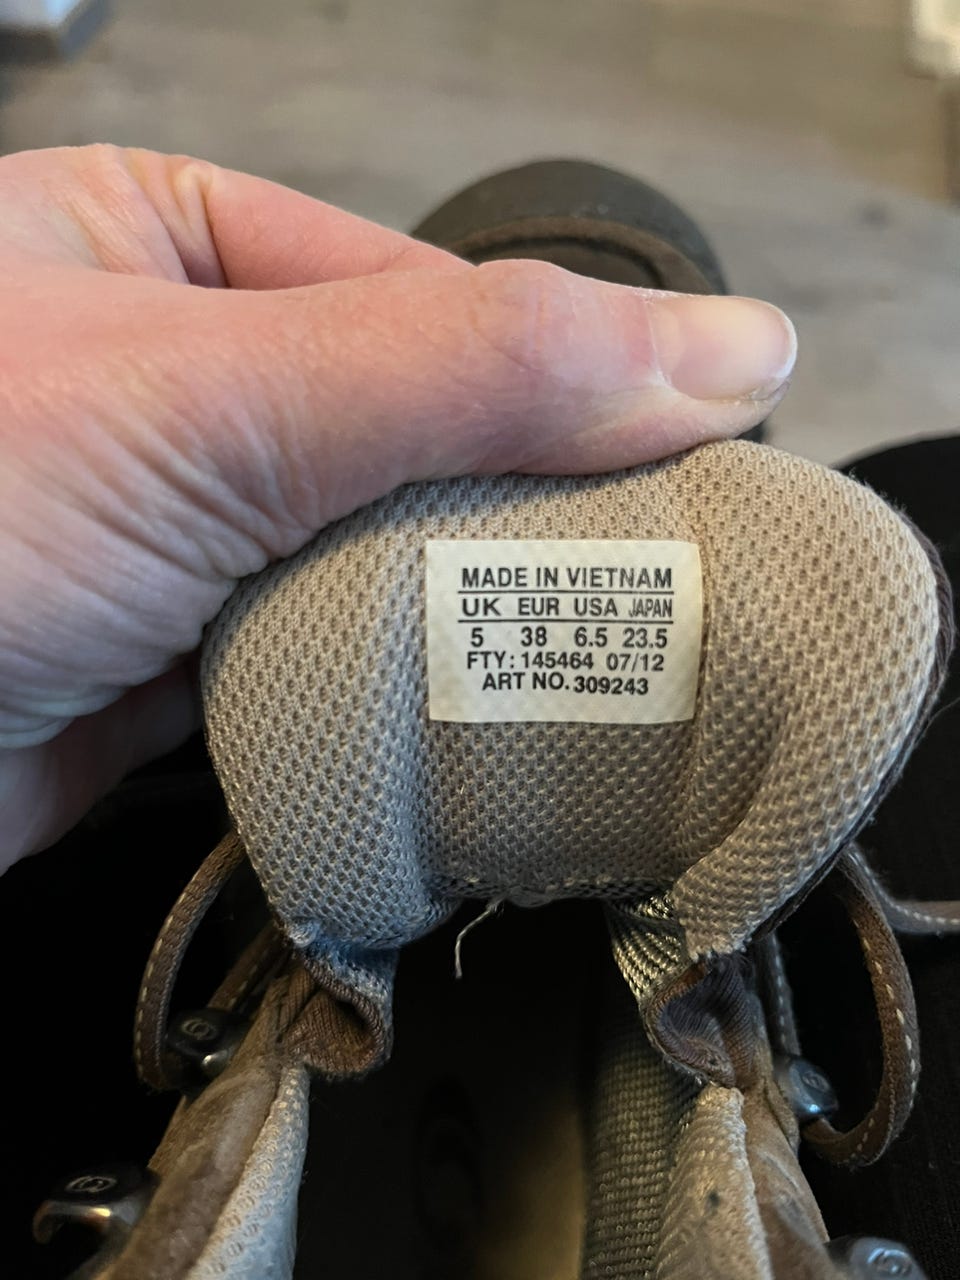 MADE IN VIETNAM
UK EUR USA JAPAN
5 38 6.5 23.5
FTY: 145464 07/12
ART NO. 309243